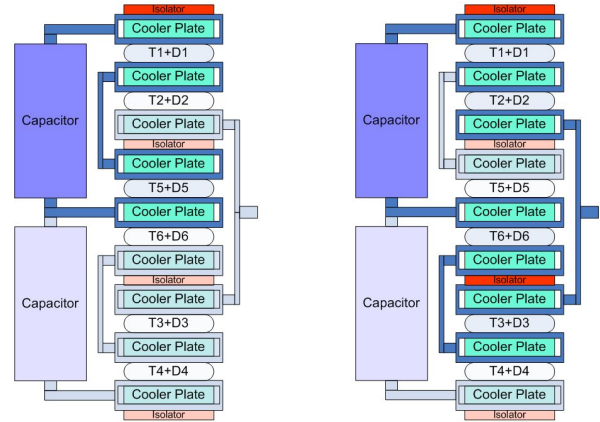 Isolator
Cooler Plate
T1+D1
Cooler Plate
T2+D2
Capacitor
Cooler Plate
Isolator
Cooler Plate
T5+D5
Cooler Plate
T6+D6
Cooler Plate
Isolator
Capacitor
Cooler Plate
T3+D3
Cooler Plate
T4+D4
Cooler Plate
Isolator
Isolator
Cooler Plate
T1+D1
Cooler Plate
T2+D2
Capacitor
Cooler Plate
Isolator
Cooler Plate
T5+D5
Cooler Plate
T6+D6
Cooler Plate
Isolator
Capacitor
Cooler Plate
T3+D3
Cooler Plate
T4+D4
Cooler Plate
Isolator